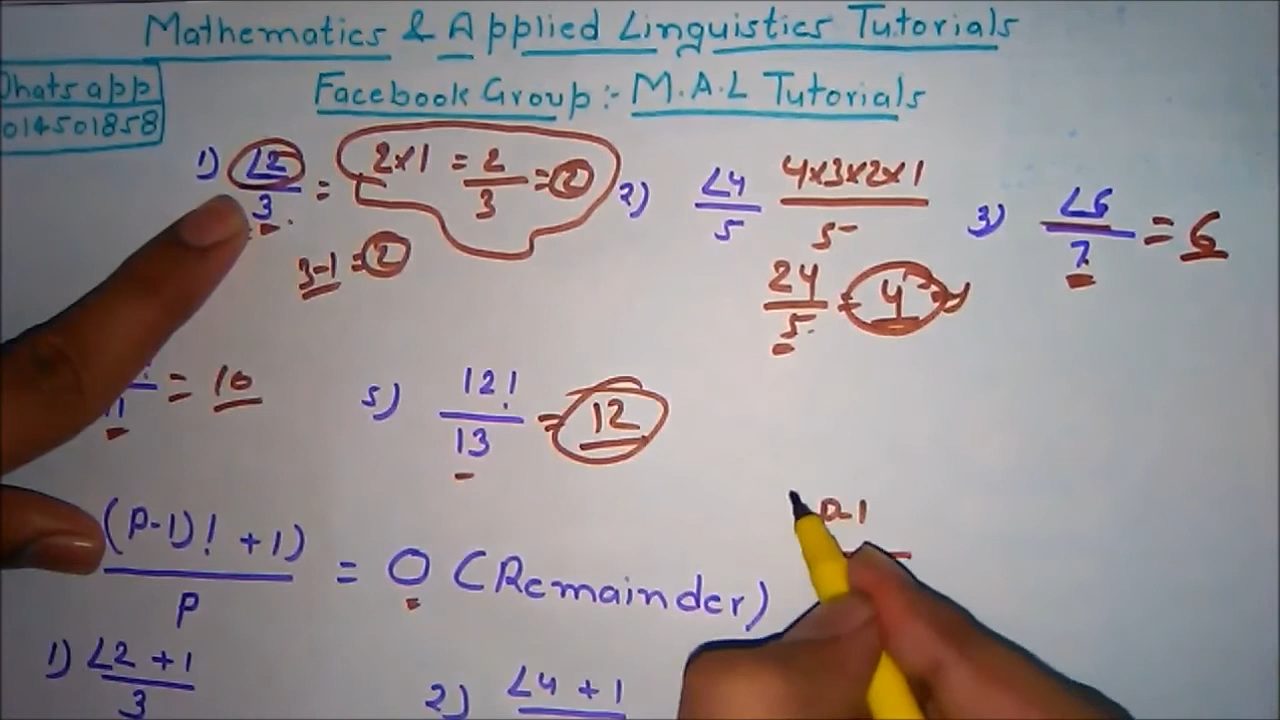 Mathematics & Applied Linguistics Tutorials
Facebook Group:- M.A.L Tutorials
Whatsapp
014501858
1) ∠2/3 = 2×1 = 2/3 = 2
3-1 = 2
2) ∠4/5 4×3×2×1/5
24/5 = 4
3) ∠6/7 = 6
= 10
5) 12!/13 = 12
(P-1)! + 1)/P = 0 (Remainder)
P-1
1) ∠2 + 1/3
2) ∠4 + 1